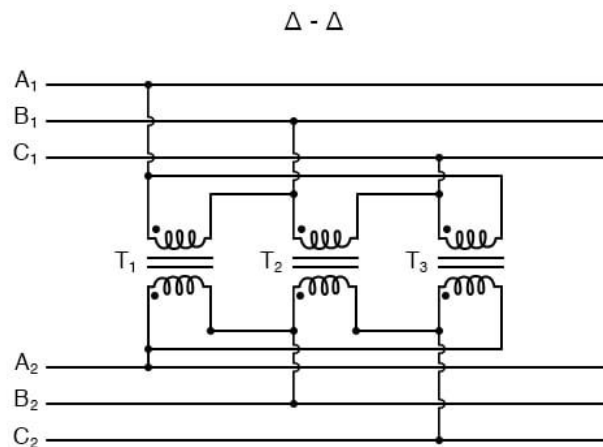 Δ - Δ
A₁
B₁
C₁
T₁ T₂ T₃
A₂
B₂
C₂